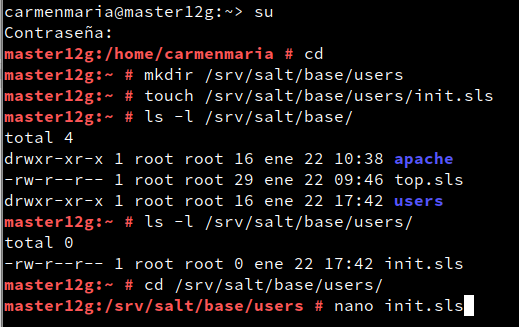 carmenmaria@master12g:~> su
Contraseña:
master12g:/home/carmenmaria # cd
master12g:~ # mkdir /srv/salt/base/users
master12g:~ # touch /srv/salt/base/users/init.sls
master12g:~ # ls -l /srv/salt/base/
total 4
drwxr-xr-x 1 root root 16 ene 22 10:38 apache
-rw-r--r-- 1 root root 29 ene 22 09:46 top.sls
drwxr-xr-x 1 root root 16 ene 22 17:42 users
master12g:~ # ls -l /srv/salt/base/users/
total 0
-rw-r--r-- 1 root root 0 ene 22 17:42 init.sls
master12g:~ # cd /srv/salt/base/users/
master12g:/srv/salt/base/users # nano init.sls